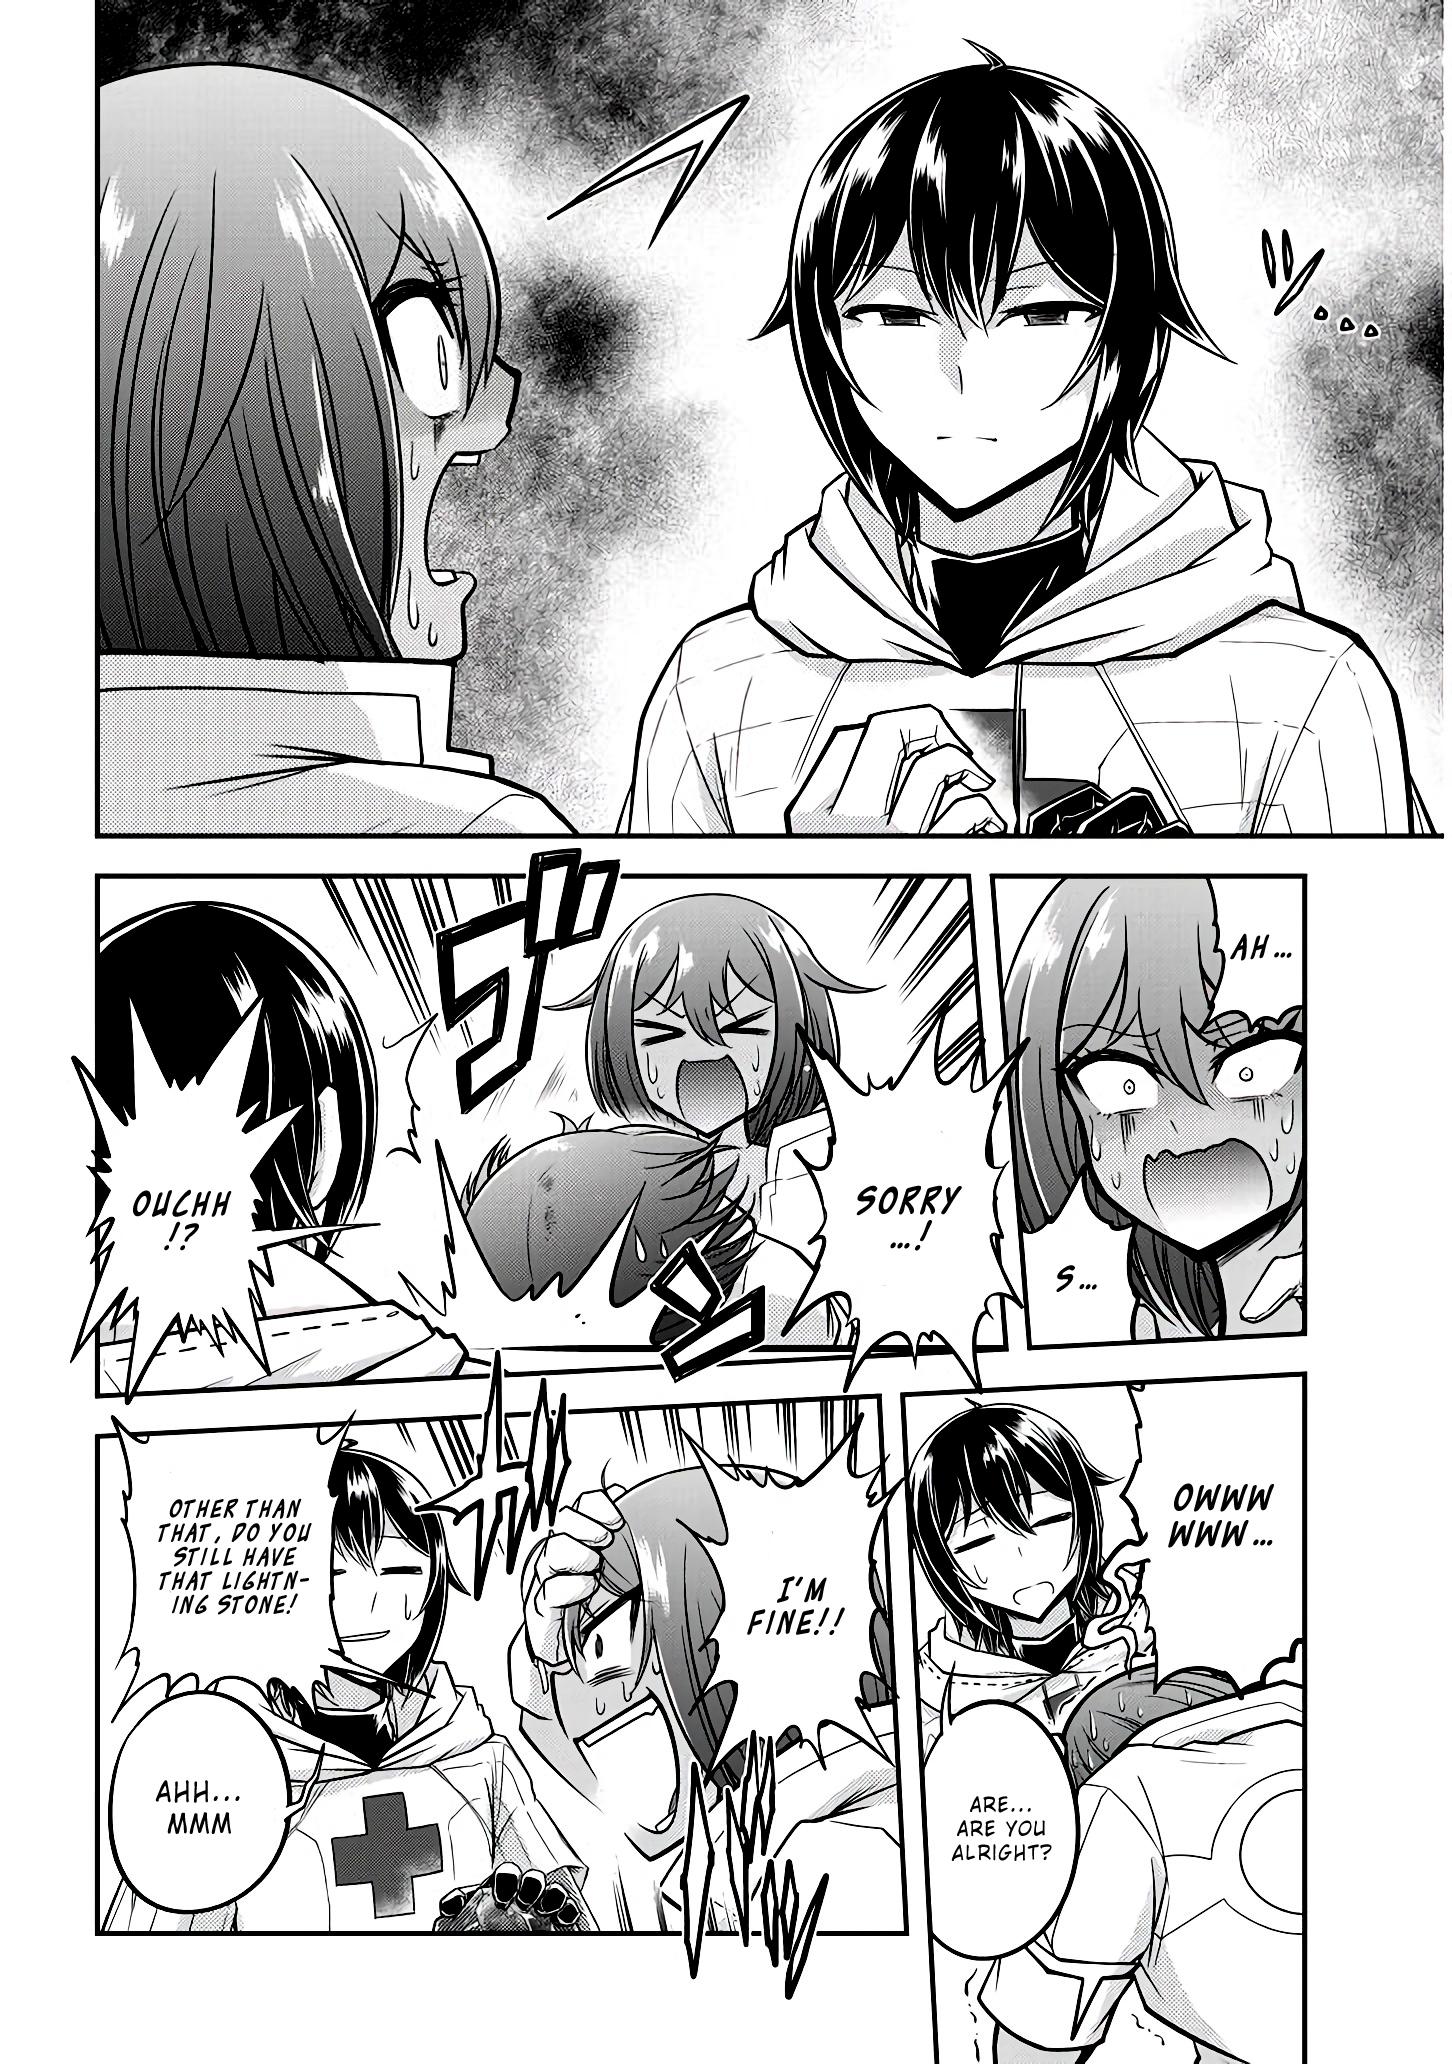 AH...
S...
SORRY
...!
OUCHH
!?
OWWW
WWW...
ARE...
ARE YOU
ALRIGHT?
I'M
FINE!!
OTHER THAN
THAT, DO YOU
STILL HAVE
THAT LIGHTN-
ING STONE!
AHH...
MMM